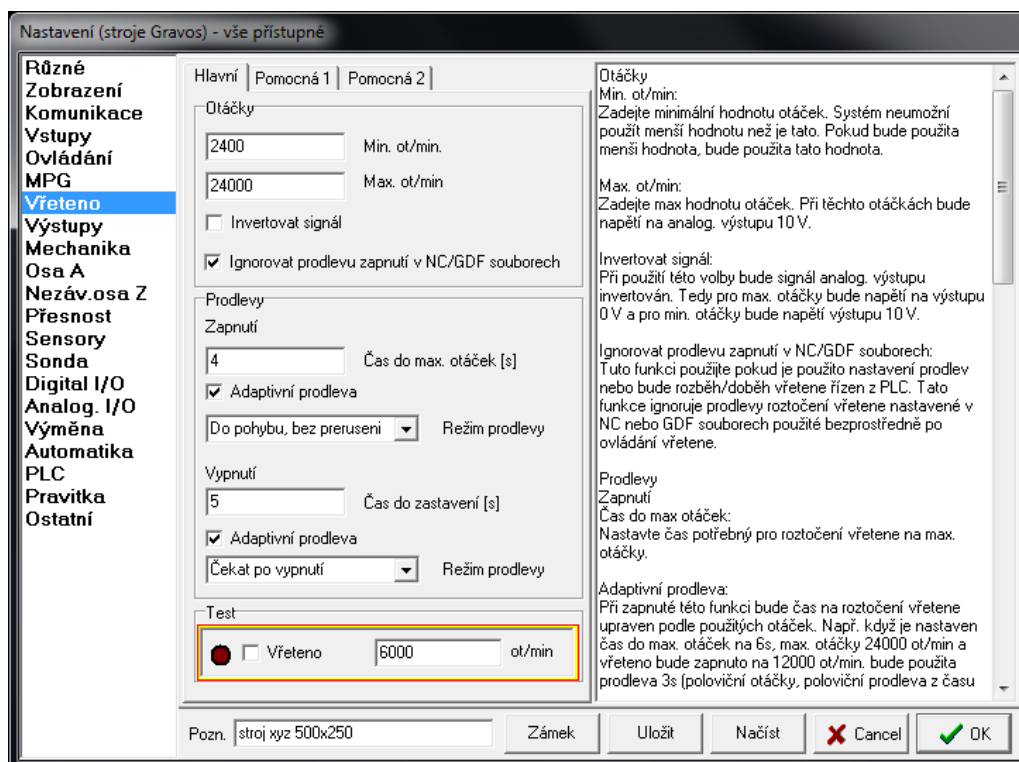 Nastavení (stroje Gravos) - vše přístupné
Různé
Zobrazení
Komunikace
Vstupy
Ovládání
MPG
Vřeteno
Výstupy
Mechanika
Osa A
Nezáv.osa Z
Přesnost
Sensory
Sonda
Digital I/O
Analog. I/O
Výměna
Automatika
PLC
Pravitka
Ostatní
Hlavní Pomocná 1 Pomocná 2
Otáčky
2400 Min. ot/min.
24000 Max. ot/min
Invertovat signál
Ignorovat prodlevu zapnutí v NC/GDF souborech
Prodlevy
Zapnutí
4 Čas do max. otáček [s]
Adaptivní prodleva
Do pohybu, bez preruseni Režim prodlevy
Vypnutí
5 Čas do zastavení [s]
Adaptivní prodleva
Čekat po vypnutí Režim prodlevy
Test
Vřeteno 6000 ot/min
Otáčky
Min. ot/min:
Zadejte minimální hodnotu otáček. Systém neumožní
použít menší hodnotu než je tato. Pokud bude použita
menši hodnota, bude použita tato hodnota.
Max. ot/min:
Zadejte max hodnotu otáček. Při těchto otáčkách bude
napětí na analog. výstupu 10 V.
Invertovat signál:
Při použití této volby bude signál analog. výstupu
invertován. Tedy pro max. otáčky bude napětí na výstupu
0 V a pro min. otáčky bude napětí výstupu 10 V.
Ignorovat prodlevu zapnutí v NC/GDF souborech:
Tuto funkci použijte pokud je použito nastavení prodlev
nebo bude rozběh/doběh vřetene řízen z PLC. Tato
funkce ignoruje prodlevy roztočení vřetene nastavené v
NC nebo GDF souborech použité bezprostředně po
ovládání vřetene.
Prodlevy
Zapnutí
Čas do max otáček:
Nastavte čas potřebný pro roztočení vřetene na max.
otáčky.
Adaptivní prodleva:
Při zapnuté této funkci bude čas na roztočení vřetene
upraven podle použitých otáček. Např. když je nastaven
čas do max. otáček na 6s, max. otáčky 24000 ot/min a
vřeteno bude zapnuto na 12000 ot/min. bude použita
prodleva 3s (poloviční otáčky, poloviční prodleva z času
Pozn. stroj xyz 500x250 Zámek Uložit Načíst Cancel OK